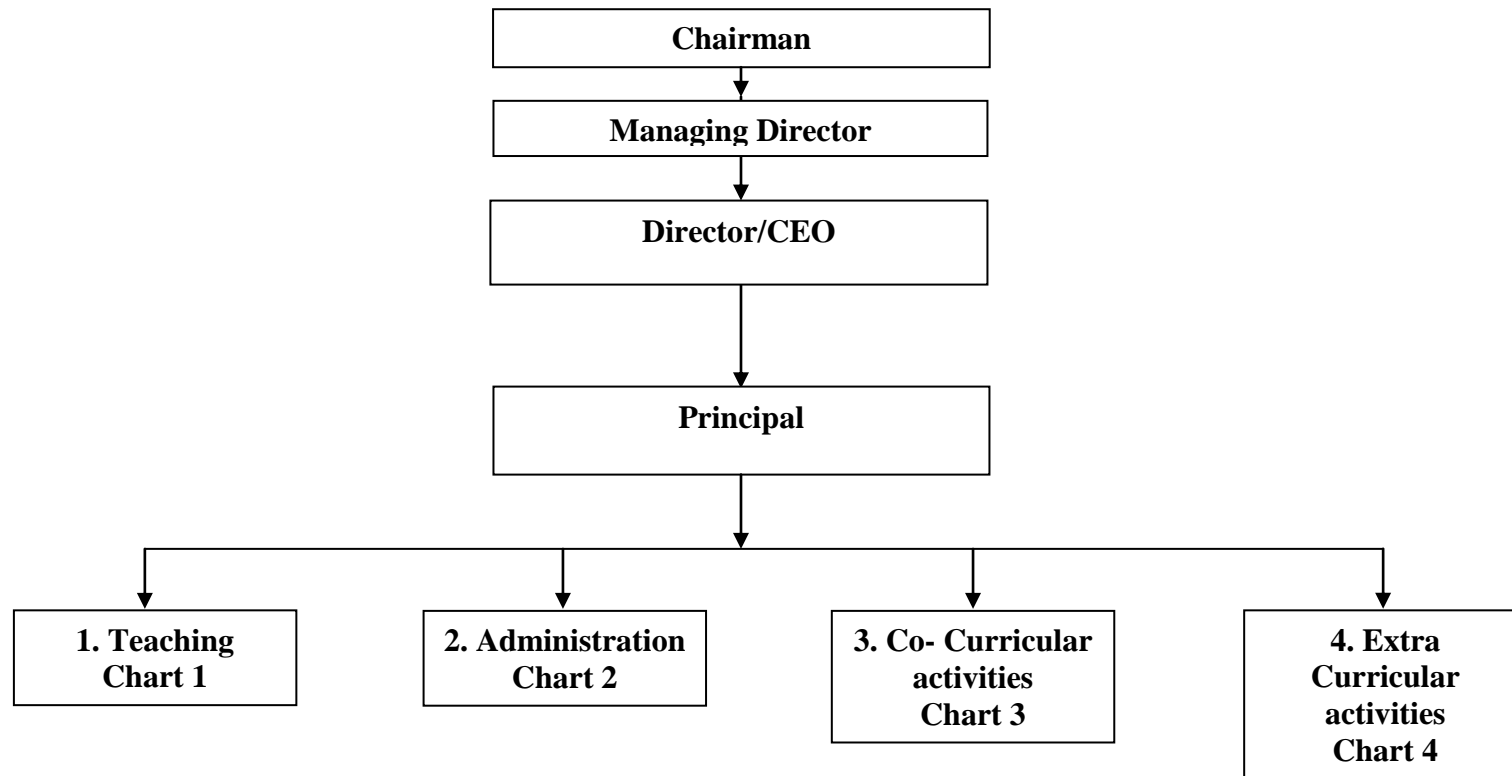 Chairman
Managing Director
Director/CEO
Principal
1. Teaching
Chart 1
2. Administration
Chart 2
3. Co- Curricular
activities
Chart 3
4. Extra
Curricular
activities
Chart 4